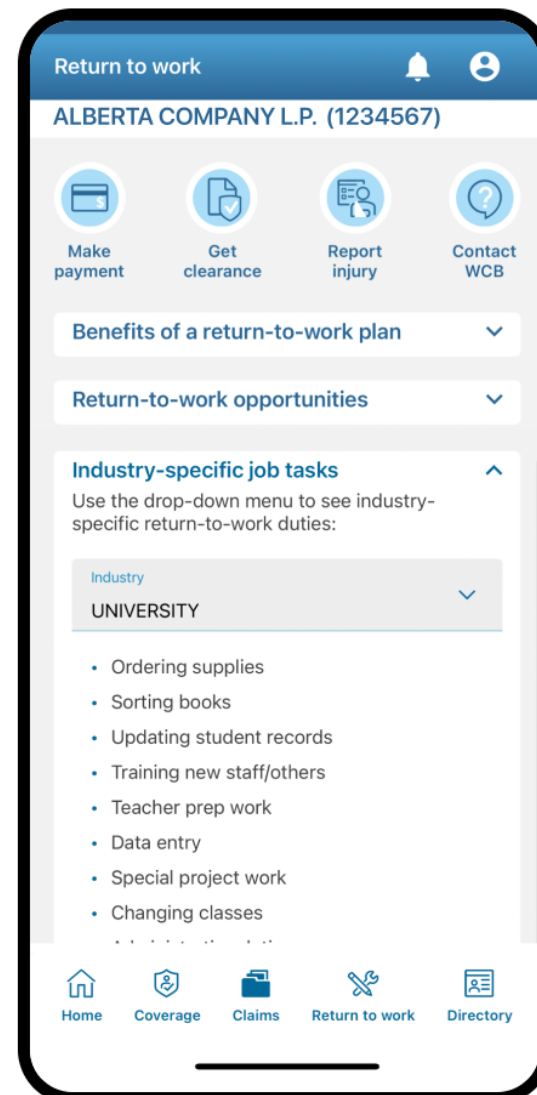 Return to work
ALBERTA COMPANY L.P. (1234567)
Make payment
Get clearance
Report injury
Contact WCB
Benefits of a return-to-work plan
Return-to-work opportunities
Industry-specific job tasks
Use the drop-down menu to see industry-
specific return-to-work duties:
Industry
UNIVERSITY
• Ordering supplies
• Sorting books
• Updating student records
• Training new staff/others
• Teacher prep work
• Data entry
• Special project work
• Changing classes
Home
Coverage
Claims
Return to work
Directory